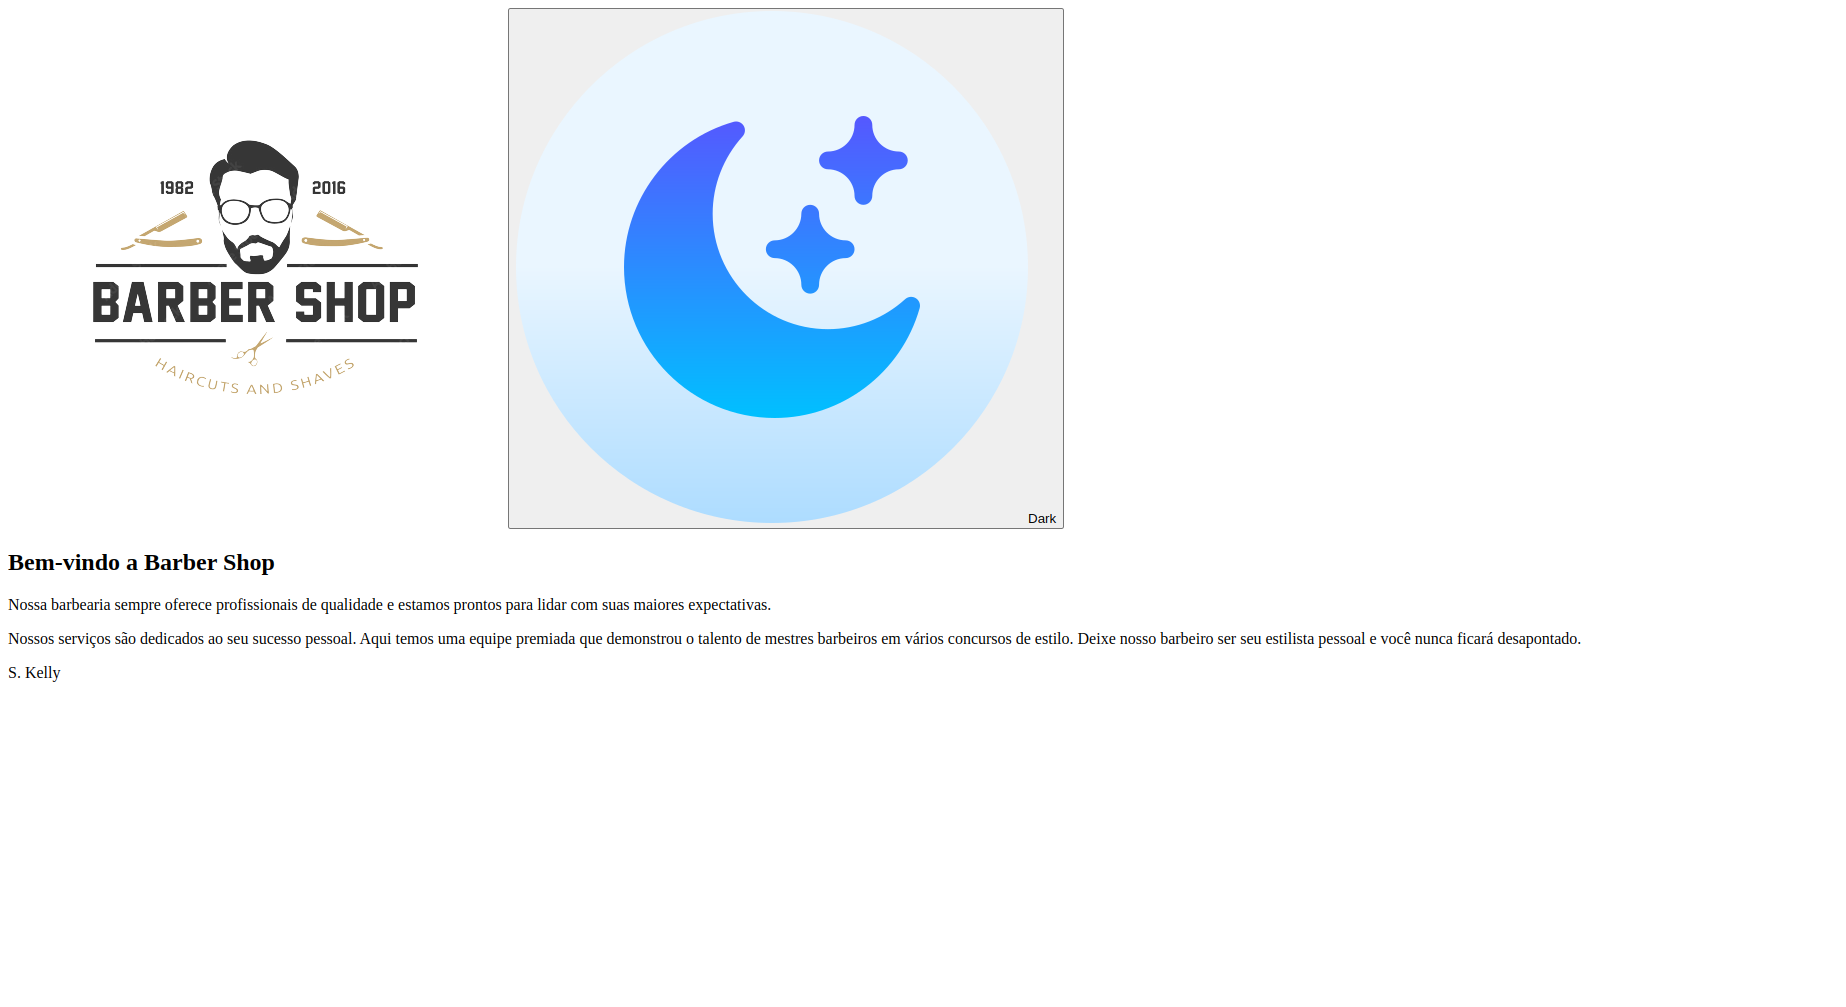 1982 2016
BARBER SHOP
HAIRCUTS AND SHAVES
Dark
Bem-vindo a Barber Shop
Nossa barbearia sempre oferece profissionais de qualidade e estamos prontos para lidar com suas maiores expectativas.
Nossos serviços são dedicados ao seu sucesso pessoal. Aqui temos uma equipe premiada que demonstrou o talento de mestres barbeiros em vários concursos de estilo. Deixe nosso barbeiro ser seu estilista pessoal e você nunca ficará desapontado.
S. Kelly